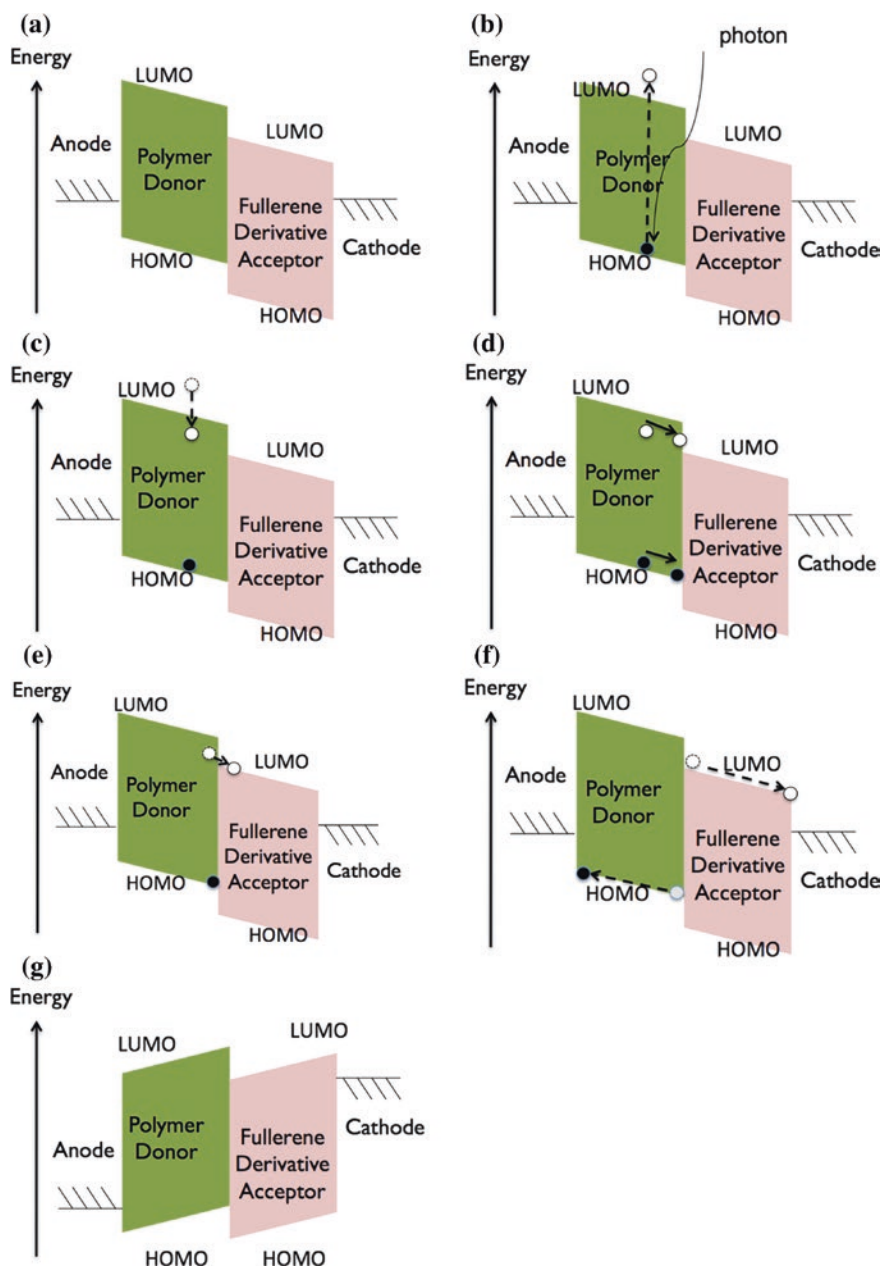 (a)
Energy
LUMO
LUMO
Anode
Polymer
Donor
Fullerene
Derivative
Acceptor
Cathode
HOMO
HOMO
(b)
photon
Energy
LUMO
LUMO
Anode
Polymer
Donor
Fullerene
Derivative
Acceptor
Cathode
HOMO
HOMO
(c)
Energy
LUMO
LUMO
Anode
Polymer
Donor
Fullerene
Derivative
Acceptor
Cathode
HOMO
HOMO
(d)
Energy
LUMO
LUMO
Anode
Polymer
Donor
Fullerene
Derivative
Acceptor
Cathode
HOMO
HOMO
(e)
Energy
LUMO
LUMO
Anode
Polymer
Donor
Fullerene
Derivative
Acceptor
Cathode
HOMO
HOMO
(f)
Energy
LUMO
LUMO
Anode
Polymer
Donor
Fullerene
Derivative
Acceptor
Cathode
HOMO
HOMO
(g)
Energy
LUMO
LUMO
Anode
Polymer
Donor
Fullerene
Derivative
Acceptor
Cathode
HOMO
HOMO